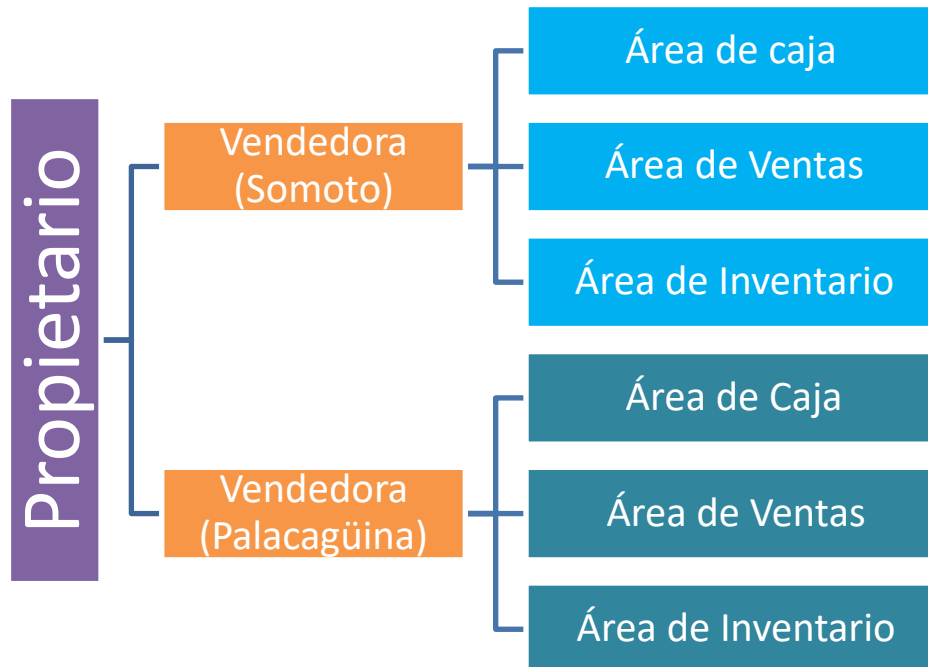 Propietario
Vendedora
(Somoto)
Área de caja
Área de Ventas
Área de Inventario
Vendedora
(Palacagüina)
Área de Caja
Área de Ventas
Área de Inventario